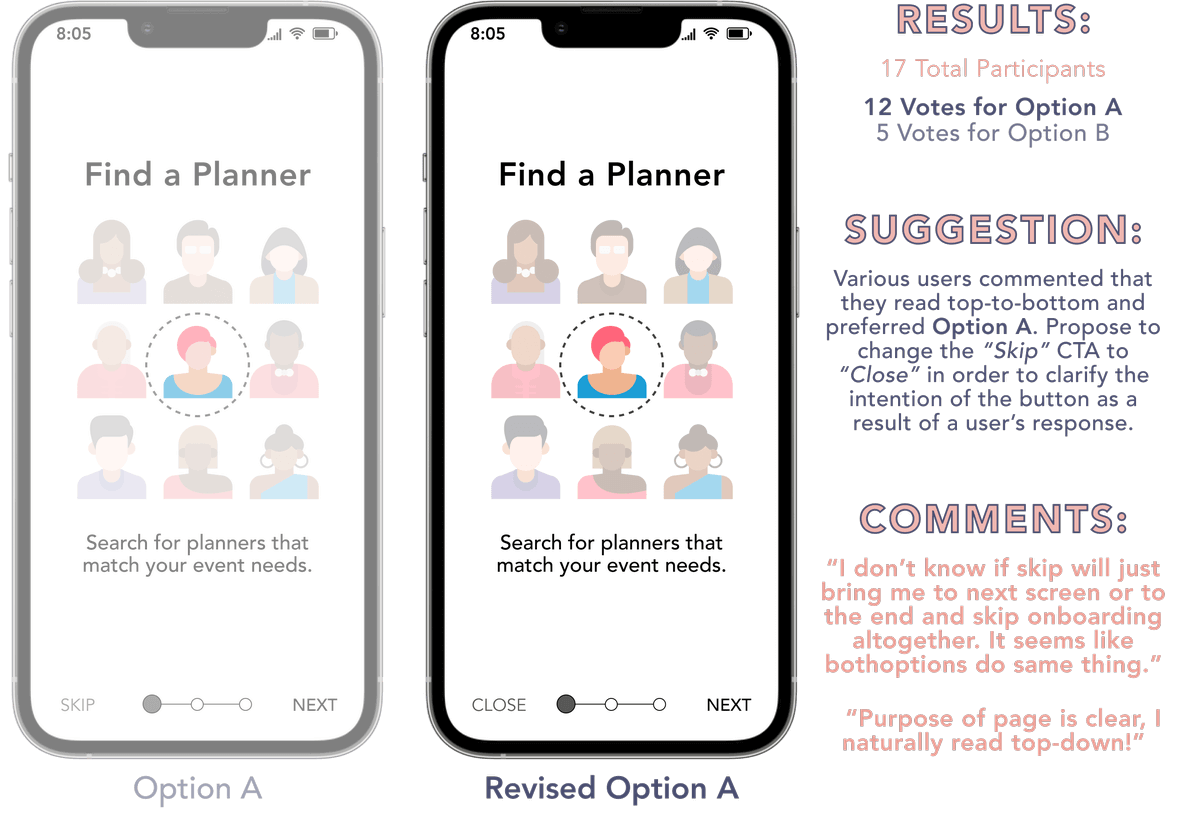 8:05
Find a Planner
Search for planners that
match your event needs.
SKIP
NEXT
Option A
8:05
Find a Planner
Search for planners that
match your event needs.
CLOSE
NEXT
Revised Option A
RESULTS:
17 Total Participants
12 Votes for Option A
5 Votes for Option B
SUGGESTION:
Various users commented that
they read top-to-bottom and
preferred Option A. Propose to
change the “Skip” CTA to
“Close” in order to clarify the
intention of the button as a
result of a user’s response.
COMMENTS:
“I don’t know if skip will just
bring me to next screen or to
the end and skip onboarding
altogether. It seems like
bothoptions do same thing.”
“Purpose of page is clear, I
naturally read top-down!”